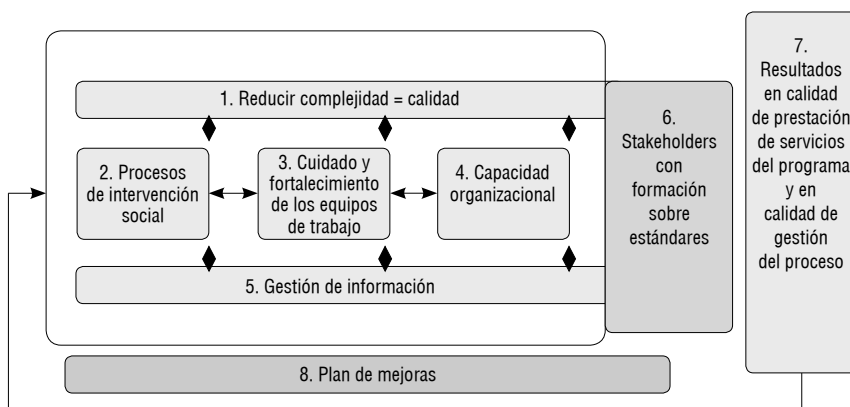 1. Reducir complejidad = calidad
2. Procesos
de intervención
social
3. Cuidado y
fortalecimiento
de los equipos
de trabajo
4. Capacidad
organizacional
5. Gestión de información
6.
Stakeholders
con
formación
sobre
estándares
7.
Resultados
en calidad
de prestación
de servicios
del programa
y en
calidad de
gestión
del proceso
8. Plan de mejoras